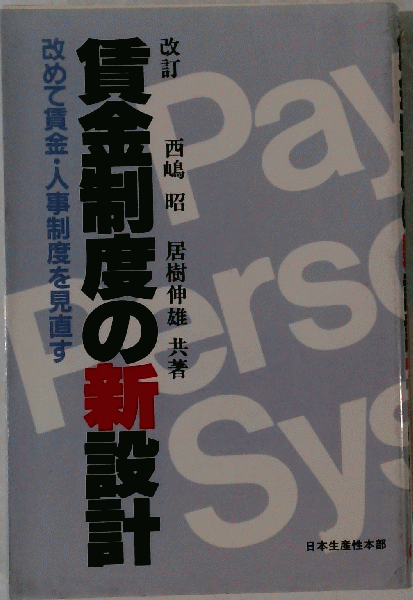 改訂
賃金制度の新設計
改めて賃金・人事制度を見直す
西嶋 昭 居樹伸雄 共著
Pay
Perso
Sys
日本生産性本部